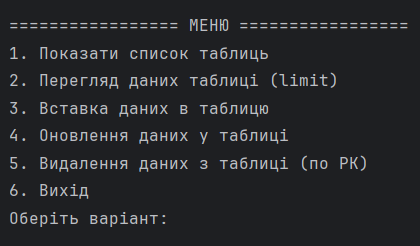 ================= МЕНЮ =================
1. Показати список таблиць
2. Перегляд даних таблиці (limit)
3. Вставка даних в таблицю
4. Оновлення даних у таблиці
5. Видалення даних з таблиці (по PK)
6. Вихід
Оберіть варіант: